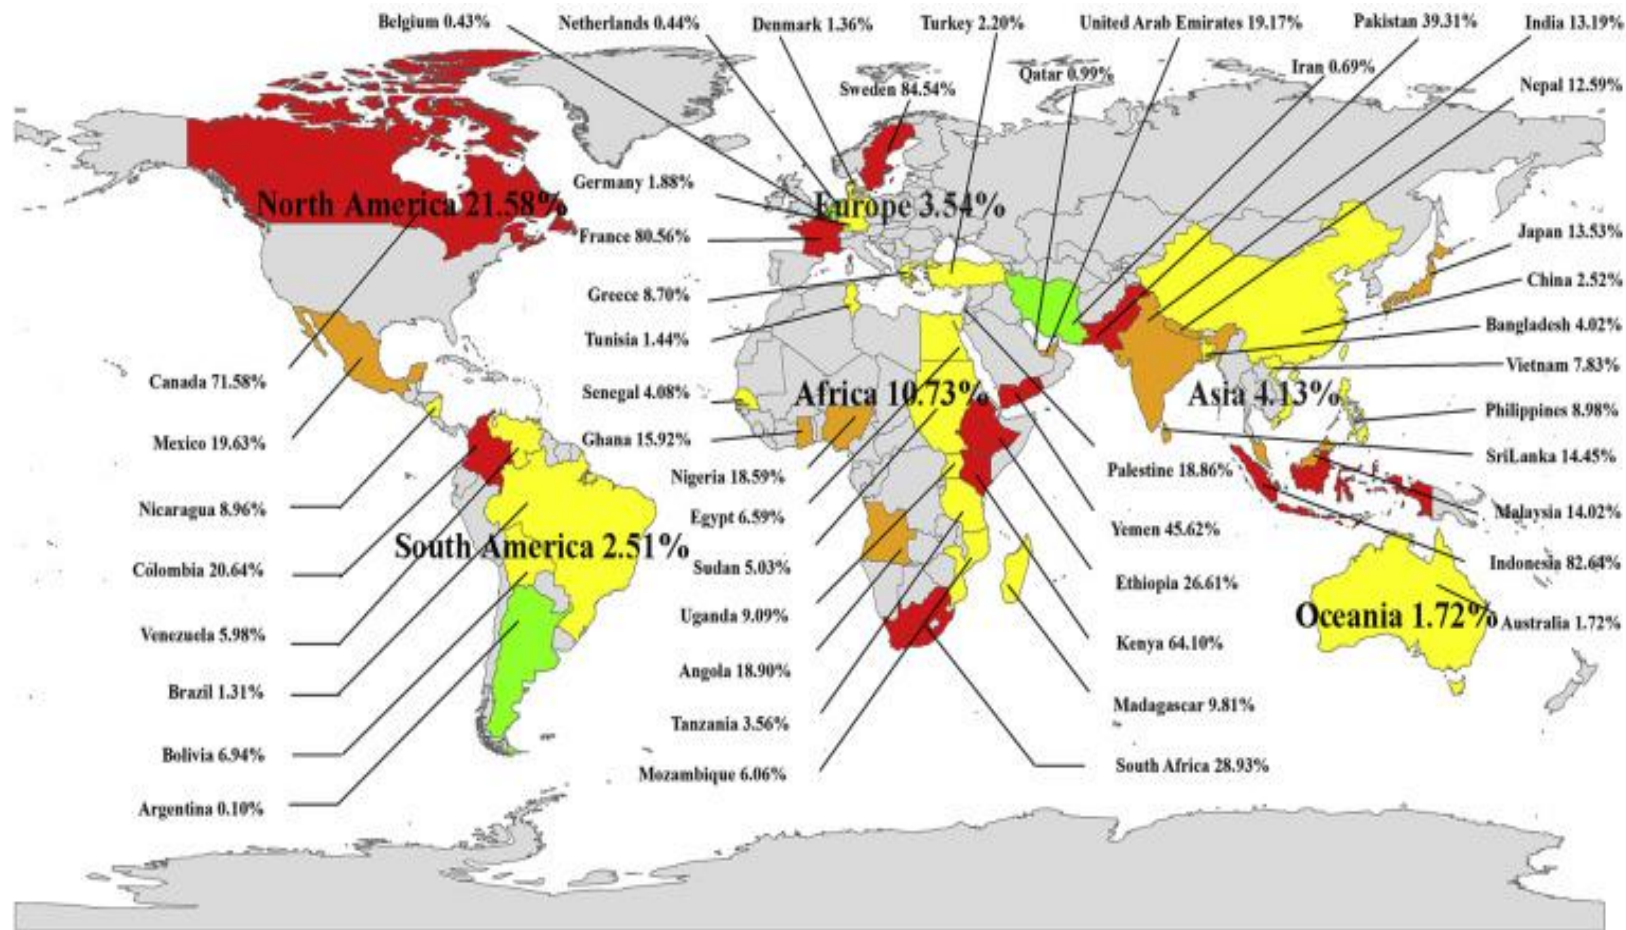 Belgium 0.43%
Netherlands 0.44%
Denmark 1.36%
Turkey 2.20%
United Arab Emirates 19.17%
Pakistan 39.31%
India 13.19%
Qatar 0.99%
Iran 0.69%
Sweden 84.54%
Nepal 12.59%
Germany 1.88%
North America 21.58%
Europe 3.54%
France 80.56%
Japan 13.53%
Greece 8.70%
China 2.52%
Tunisia 1.44%
Bangladesh 4.02%
Vietnam 7.83%
Canada 71.58%
Senegal 4.08%
Africa 10.73%
Asia 4.13%
Philippines 8.98%
Mexico 19.63%
Ghana 15.92%
SriLanka 14.45%
Nigeria 18.59%
Palestine 18.86%
Nicaragua 8.96%
Egypt 6.59%
Malaysia 14.02%
Yemen 45.62%
South America 2.51%
Colombia 20.64%
Sudan 5.03%
Indonesia 82.64%
Ethiopia 26.61%
Uganda 9.09%
Oceania 1.72%
Australia 1.72%
Venezuela 5.98%
Kenya 64.10%
Angola 18.90%
Brazil 1.31%
Madagascar 9.81%
Tanzania 3.56%
Bolivia 6.94%
Mozambique 6.06%
South Africa 28.93%
Argentina 0.10%